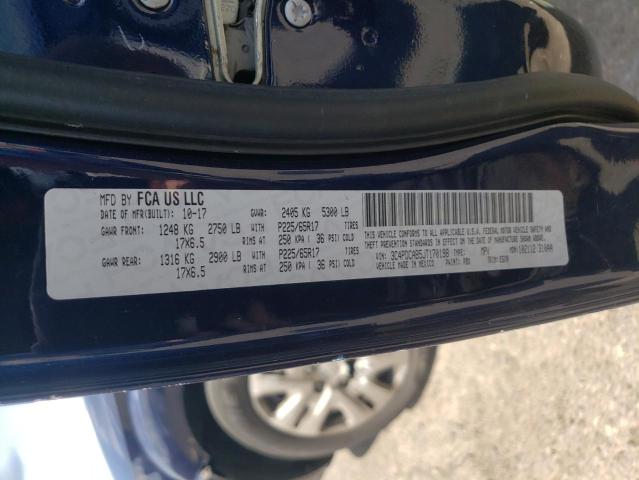 MFD BY FCA US LLC
DATE OF MFR(BUILT): 10-17 GVWR: 2405 KG 5300 LB
GAWR FRONT: 1248 KG 2750 LB P225/65R17 TIRES
17X6.5 WITH 250 KPA ( 36 PSI) COLD
GAWR REAR: 1316 KG 2900 LB P225/65R17 TIRES
17X6.5 WITH 250 KPA ( 36 PSI) COLD
THIS VEHICLE CONFORMS TO ALL APPLICABLE
U.S.A. FEDERAL MOTOR VEHICLE SAFETY AND
THEFT PREVENTION STANDARDS IN EFFECT ON
THE DATE OF MANUFACTURE SHOWN ABOVE.
VIN: 3C4PDCAB5JT170198 TYPE: MPV
VEHICLE MADE IN MEXICO PAINT: PBX